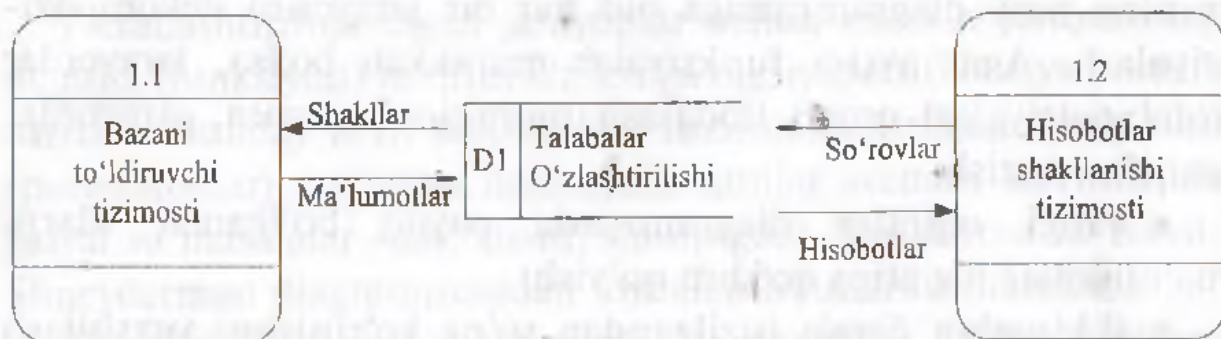 1.1
Bazani
to‘ldiruvchi
tizimosti
Shakllar
Ma’lumotlar
D1
Talabalar
O‘zlashtirilishi
So‘rovlar
Hisobotlar
1.2
Hisobotlar
shakllanishi
tizimosti